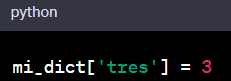 python
mi_dict['tres'] = 3